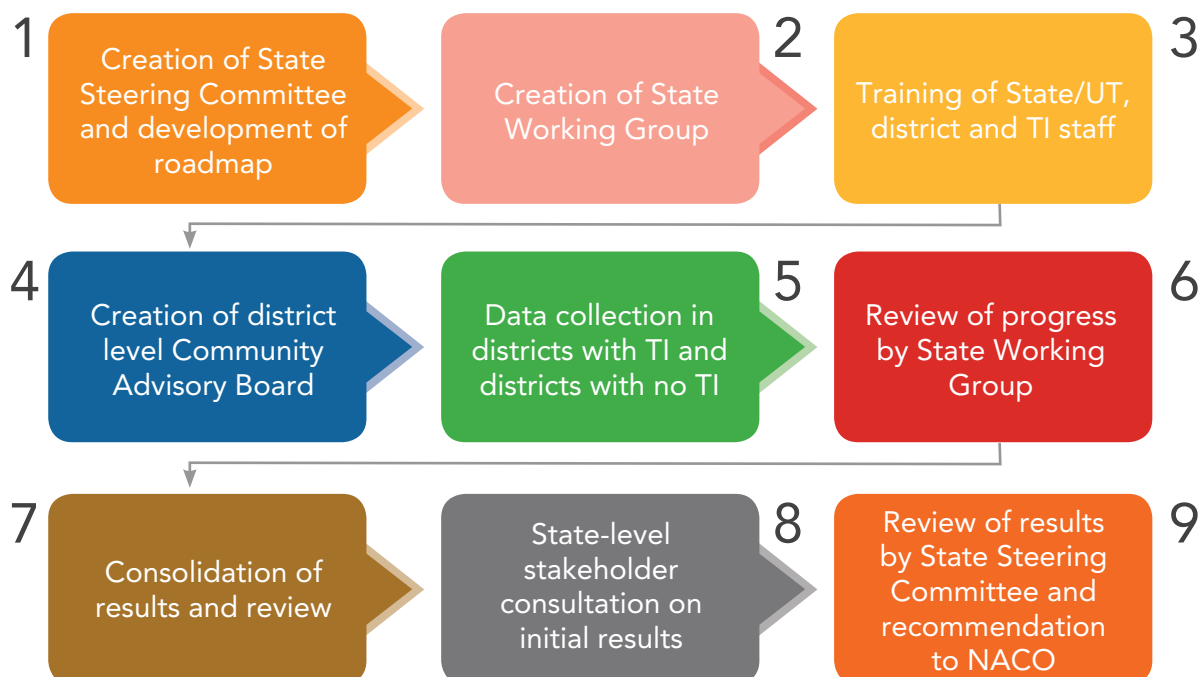 1
Creation of State
Steering Committee
and development of
roadmap
2
Creation of State
Working Group
3
Training of State/UT,
district and TI staff
4
Creation of district
level Community
Advisory Board
5
Data collection in
districts with TI and
districts with no TI
6
Review of progress
by State Working
Group
7
Consolidation of
results and review
8
State-level
stakeholder
consultation on
initial results
9
Review of results
by State Steering
Committee and
recommendation
to NACO